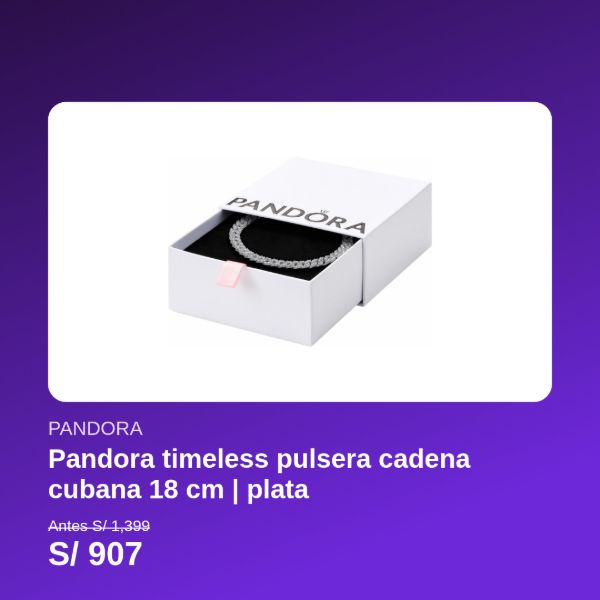 PANDORA
PANDORA
Pandora timeless pulsera cadena
cubana 18 cm | plata
Antes S/ 1,399
S/ 907